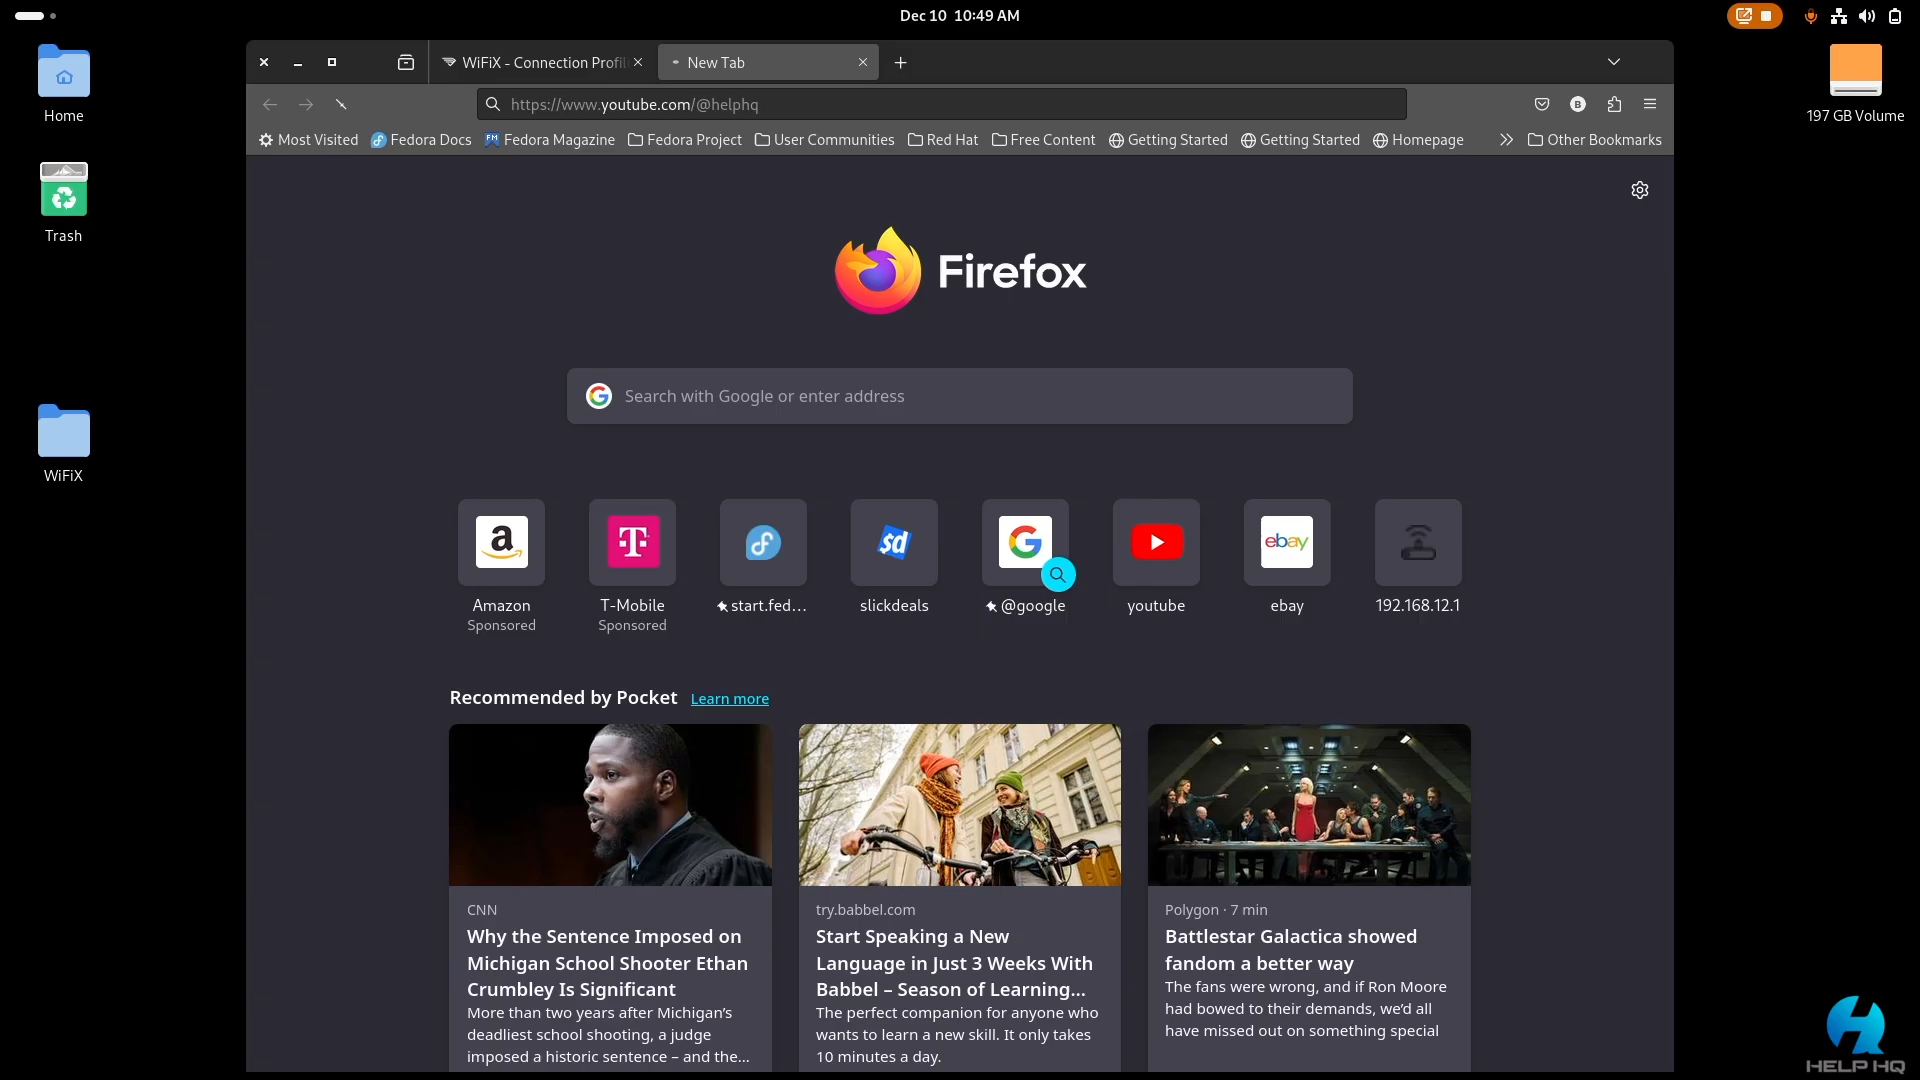 Dec 10 10:49 AM
WiFiX - Connection Profil
New Tab
https://www.youtube.com/@helphq
Most Visited
Fedora Docs
Fedora Magazine
Fedora Project
User Communities
Red Hat
Free Content
Getting Started
Getting Started
Homepage
Other Bookmarks
Home
Trash
WiFiX
197 GB Volume
Firefox
Search with Google or enter address
Amazon
Sponsored
T-Mobile
Sponsored
start.fed…
slickdeals
@google
youtube
ebay
ebay
192.168.12.1
Recommended by Pocket Learn more
CNN
Why the Sentence Imposed on
Michigan School Shooter Ethan
Crumbley Is Significant
More than two years after Michigan’s
deadliest school shooting, a judge
imposed a historic sentence – and the…
try.babbel.com
Start Speaking a New
Language in Just 3 Weeks With
Babbel – Season of Learning…
The perfect companion for anyone who
wants to learn a new skill. It only takes
10 minutes a day.
Polygon · 7 min
Battlestar Galactica showed
fandom a better way
The fans were wrong, and if Ron Moore
had bowed to their demands, we’d all
have missed out on something special
HELP HQ